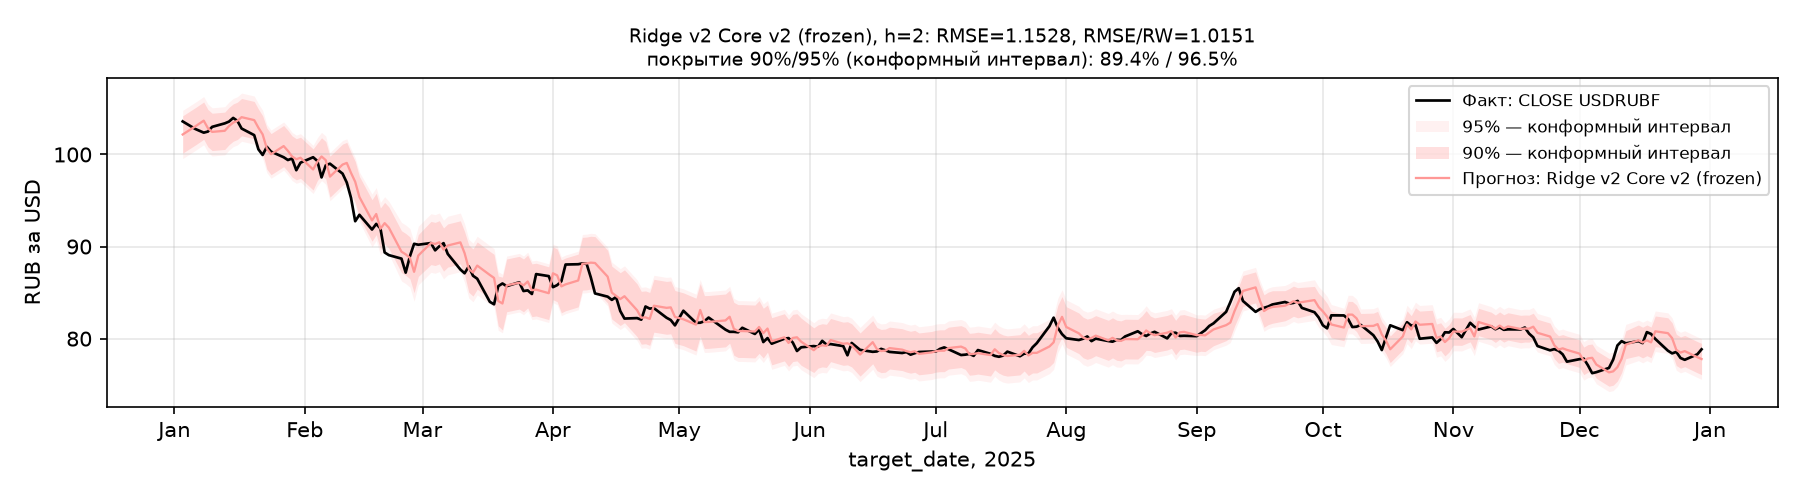 Ridge v2 Core v2 (frozen), h=2: RMSE=1.1528, RMSE/RW=1.0151
покрытие 90%/95% (конформный интервал): 89.4% / 96.5%
Факт: CLOSE USDRUBF
95% — конформный интервал
90% — конформный интервал
Прогноз: Ridge v2 Core v2 (frozen)
RUB за USD
100
90
80
Jan Feb Mar Apr May Jun Jul Aug Sep Oct Nov Dec Jan
target_date, 2025